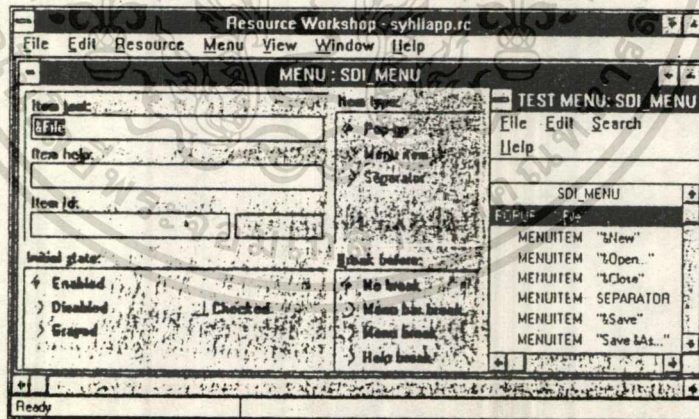 Resource Workshop - syhllapp.rc
File Edit Resource Menu View Window Help
MENU : SDI_MENU
Item text:
&File
Item help:
Item id:
Initial state:
Enabled
Disabled
Grayed
Checked
Item type:
Pop-up
Menu item
Separator
Break before:
No break
Menu bar break
Menu break
Help break
TEST MENU: SDI_MENU
File Edit Search
Help
SDI_MENU
POPUP
MENUITEM "&New"
MENUITEM "&Open..."
MENUITEM "&Close"
MENUITEM SEPARATOR
MENUITEM "&Save"
MENUITEM "Save &As..."
Ready